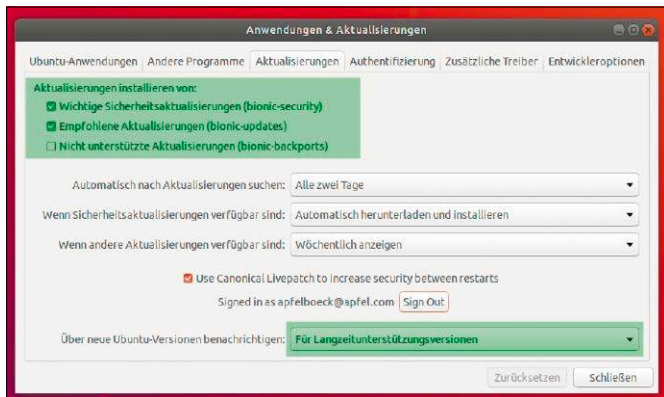 Anwendungen & Aktualisierungen
Ubuntu-Anwendungen Andere Programme Aktualisierungen Authentifizierung Zusätzliche Treiber Entwickleroptionen
Aktualisierungen installieren von:
Wichtige Sicherheitsaktualisierungen (bionic-security)
Empfohlene Aktualisierungen (bionic-updates)
Nicht unterstützte Aktualisierungen (bionic-backports)
Automatisch nach Aktualisierungen suchen: Alle zwei Tage
Wenn Sicherheitsaktualisierungen verfügbar sind: Automatisch herunterladen und installieren
Wenn andere Aktualisierungen verfügbar sind: Wöchentlich anzeigen
Use Canonical Livepatch to increase security between restarts
Signed in as apfelboeck@apfel.com Sign Out
Über neue Ubuntu-Versionen benachrichtigen: Für Langzeitunterstützungsversionen
Zurücksetzen Schließen